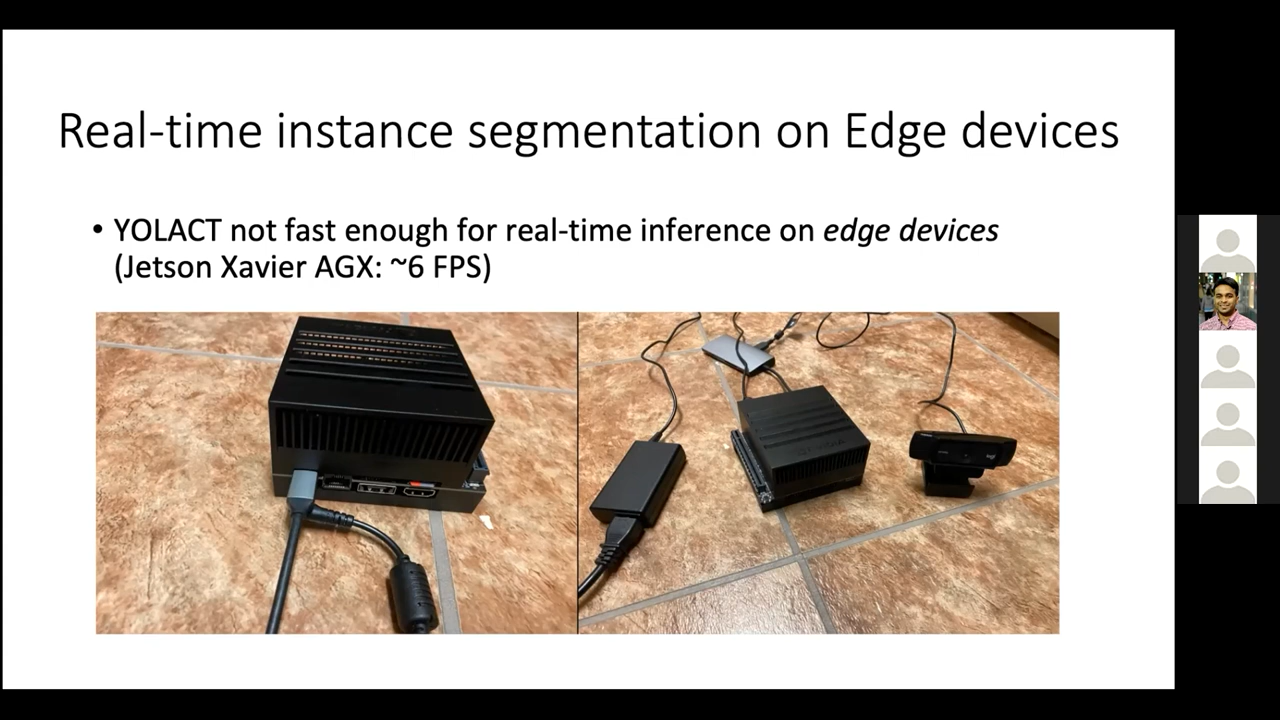 Real-time instance segmentation on Edge devices
• YOLACT not fast enough for real-time inference on edge devices
(Jetson Xavier AGX: ~6 FPS)